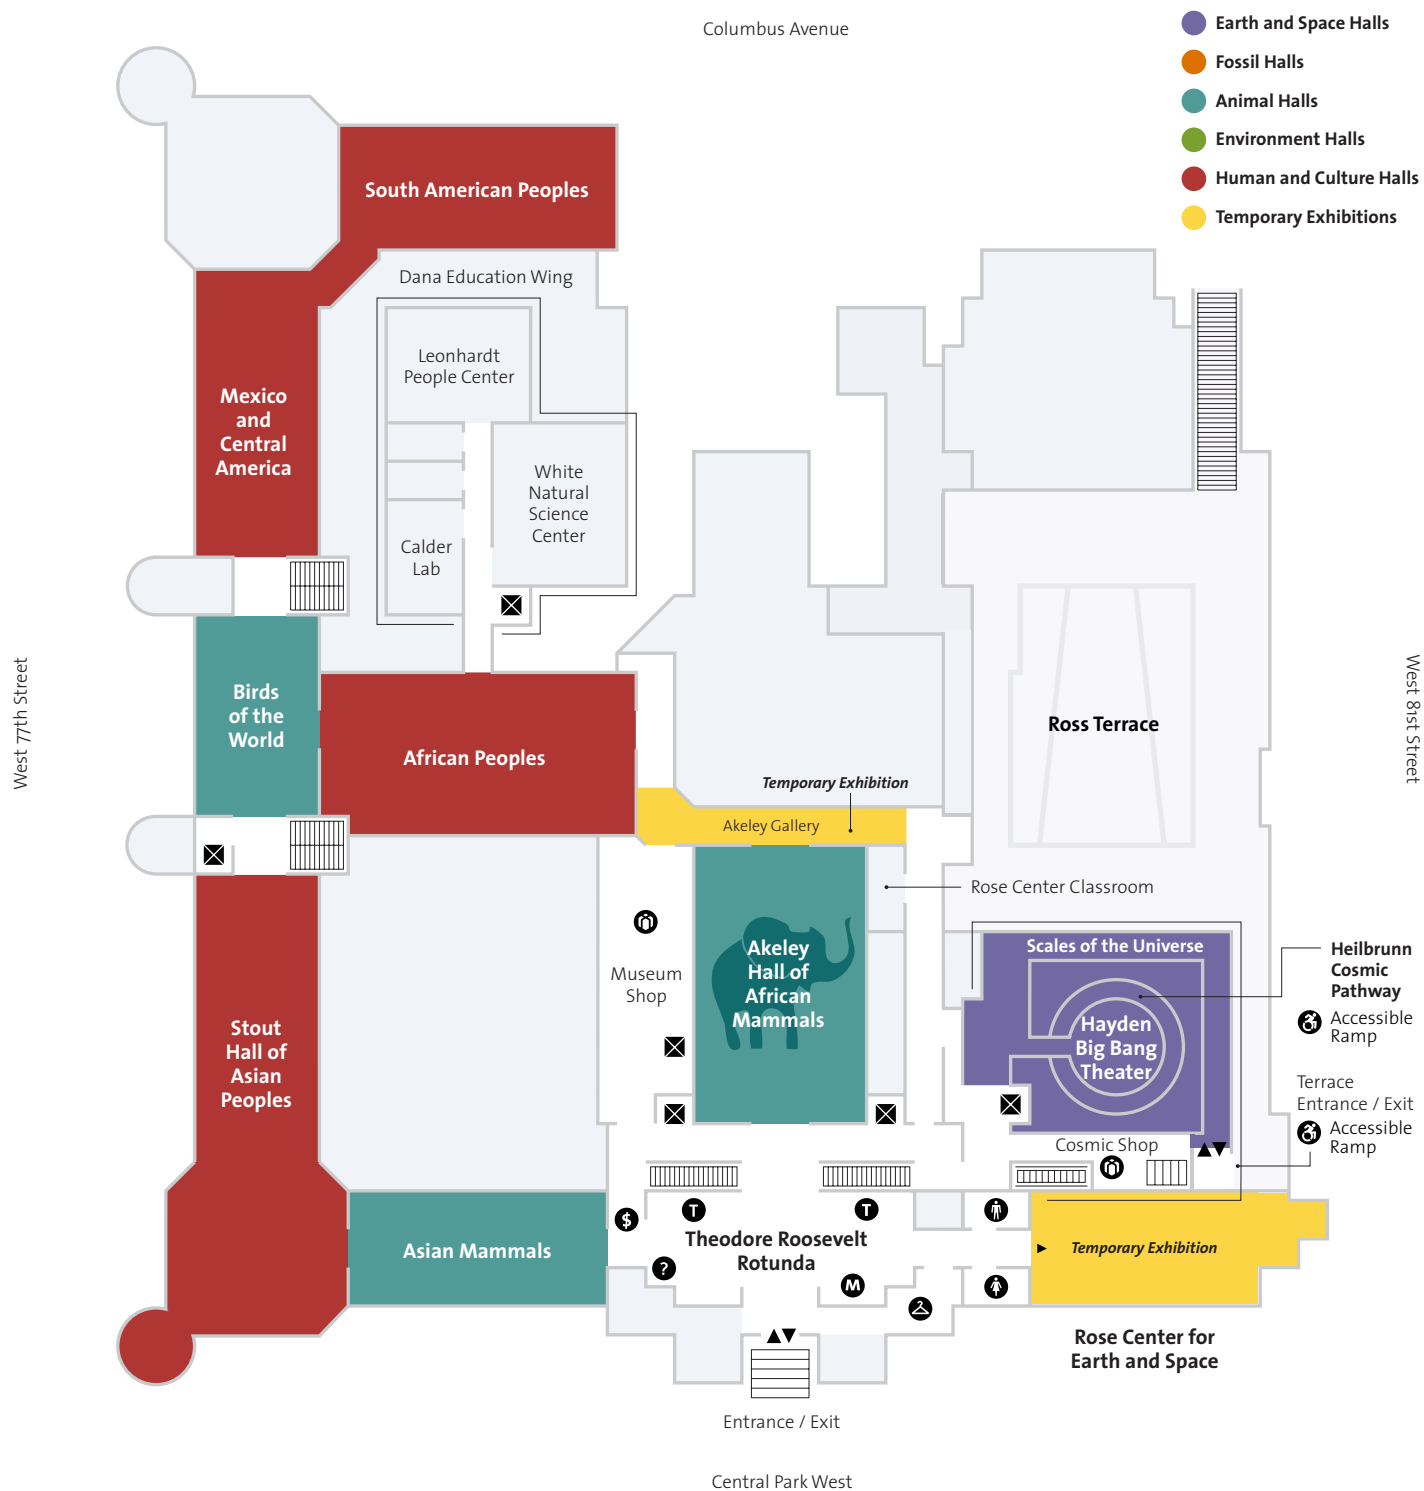 Columbus Avenue
Earth and Space Halls
Fossil Halls
Animal Halls
Environment Halls
Human and Culture Halls
Temporary Exhibitions
South American Peoples
Dana Education Wing
Leonhardt
People Center
Mexico
and
Central
America
White
Natural
Science
Center
Calder
Lab
West 77th Street
West 81st Street
Birds
of the
World
African Peoples
Ross Terrace
Temporary Exhibition
Akeley Gallery
Rose Center Classroom
Museum
Shop
Akeley
Hall of
African
Mammals
Scales of the Universe
Hayden
Big Bang
Theater
Heilbrunn
Cosmic
Pathway
Accessible
Ramp
Stout
Hall of
Asian
Peoples
Terrace
Entrance / Exit
Accessible
Ramp
Cosmic Shop
Asian Mammals
$
T
T
?
M
Theodore Roosevelt
Rotunda
Temporary Exhibition
Rose Center for
Earth and Space
Entrance / Exit
Central Park West